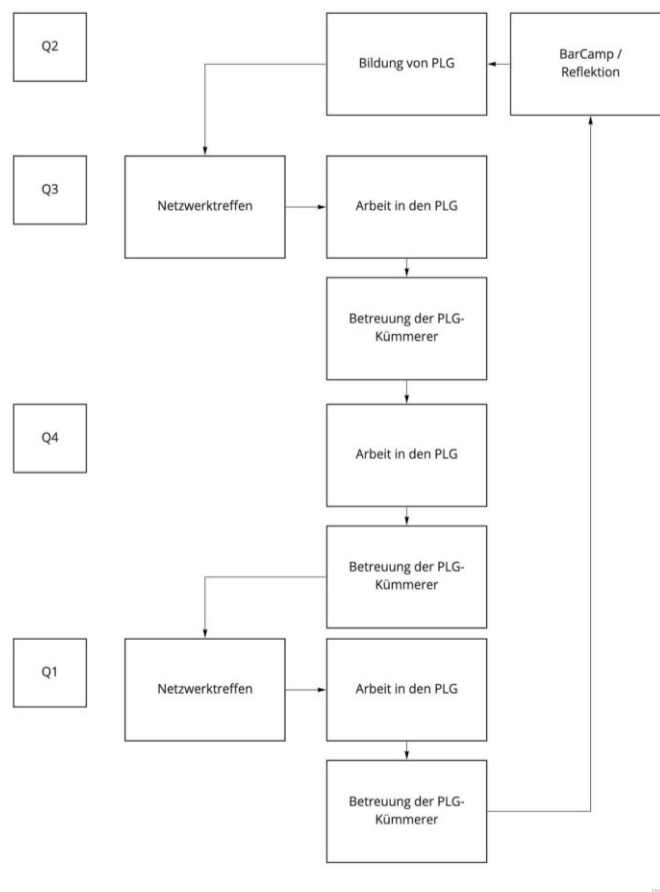 Q2
Bildung von PLG
BarCamp /
Reflektion
Q3
Netzwerktreffen
Arbeit in den PLG
Betreuung der PLG-
Kümmerer
Q4
Arbeit in den PLG
Betreuung der PLG-
Kümmerer
Q1
Netzwerktreffen
Arbeit in den PLG
Betreuung der PLG-
Kümmerer